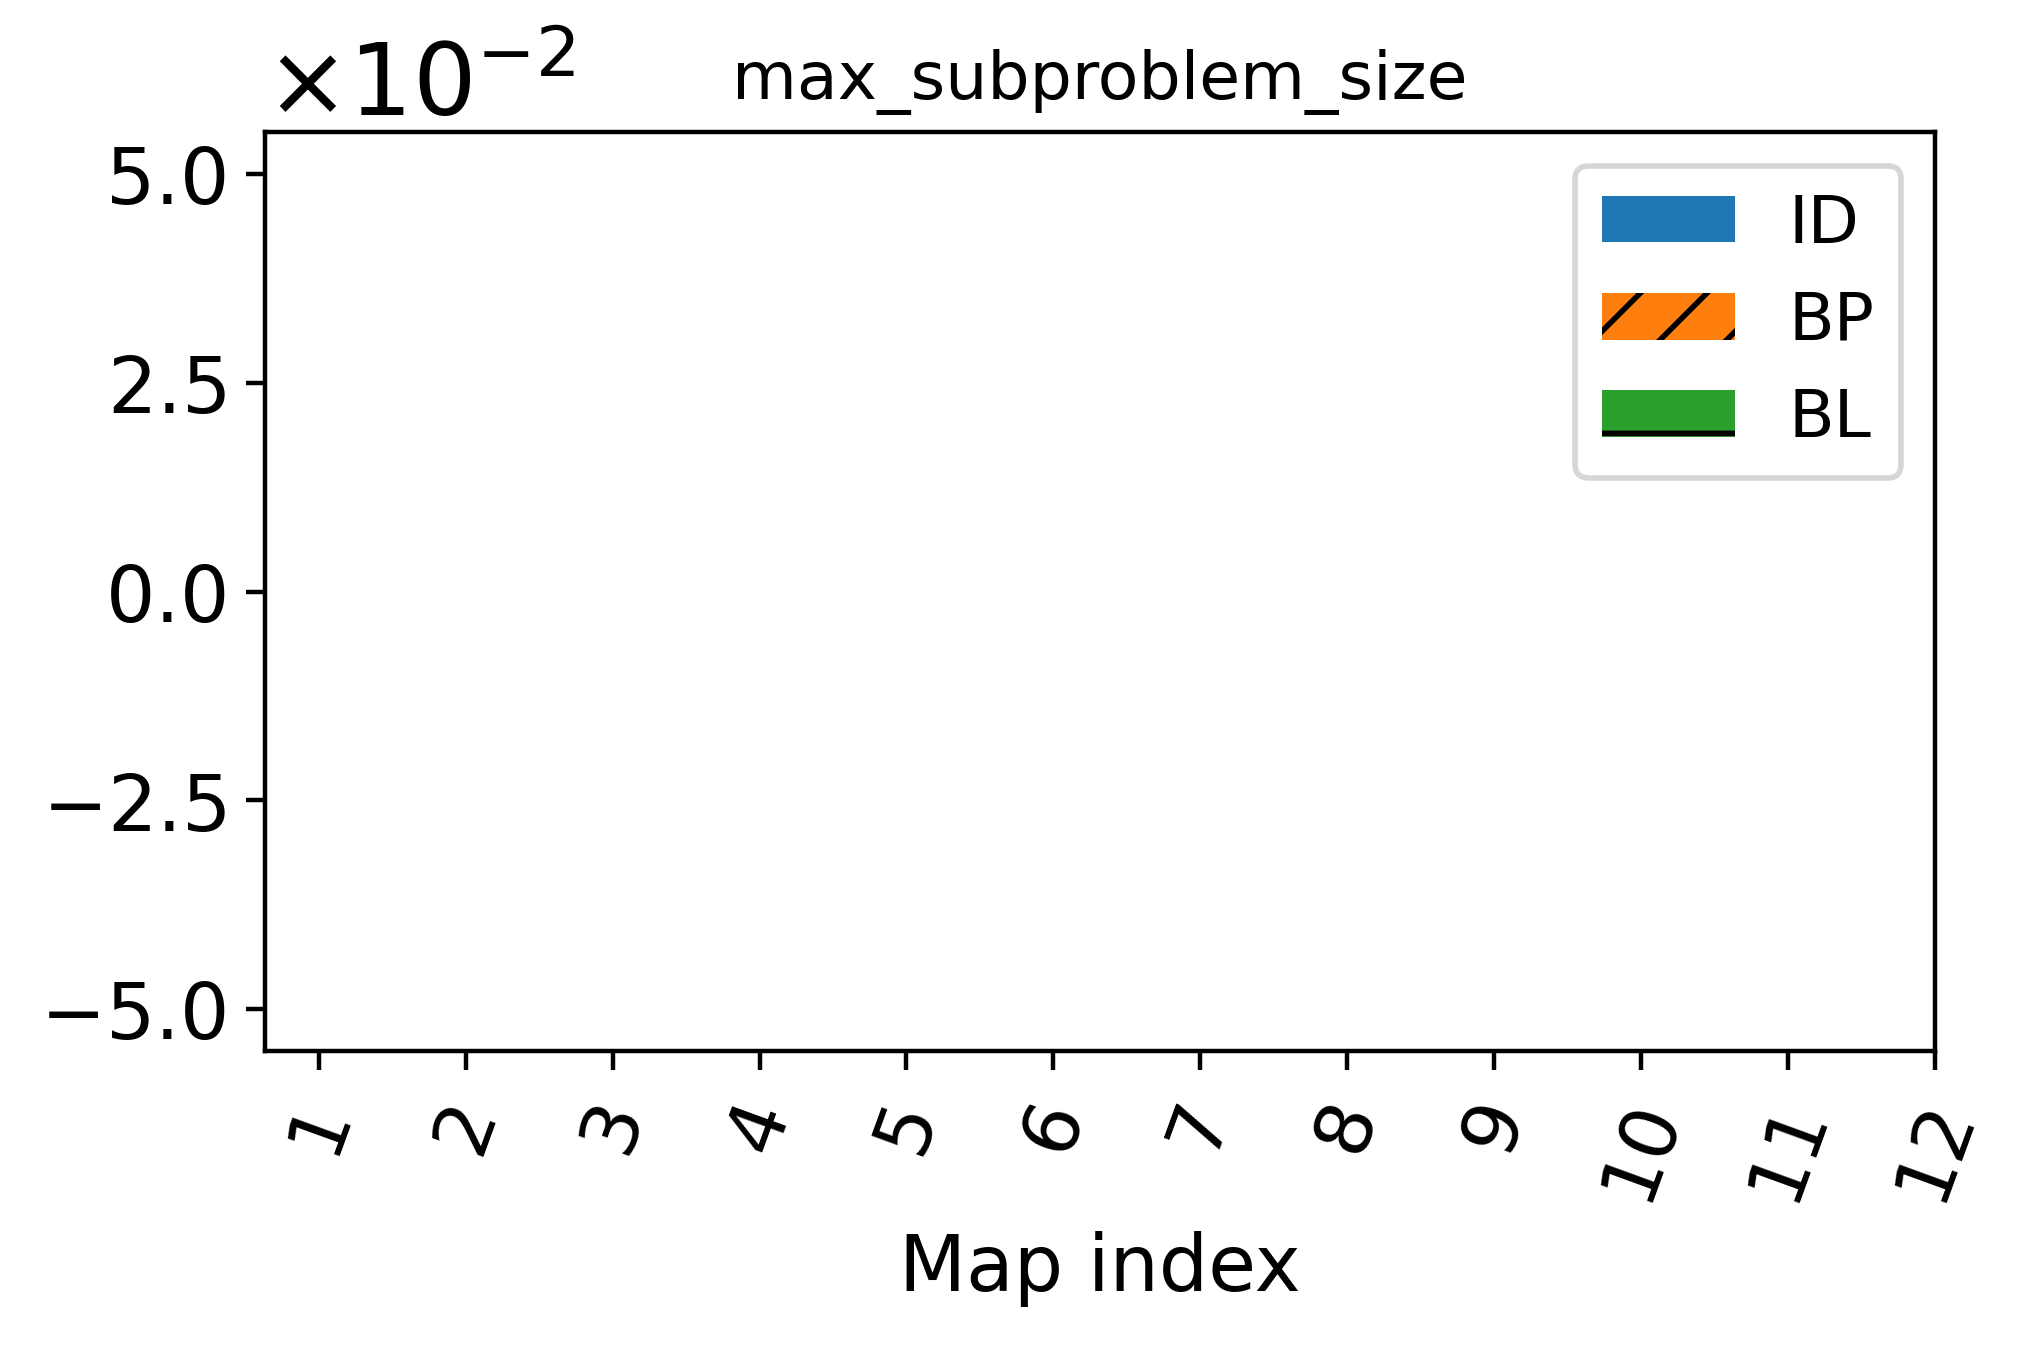 ×10⁻²
max_subproblem_size
5.0
2.5
0.0
−2.5
−5.0
ID
BP
BL
1 2 3 4 5 6 7 8 9 10 11 12
Map index